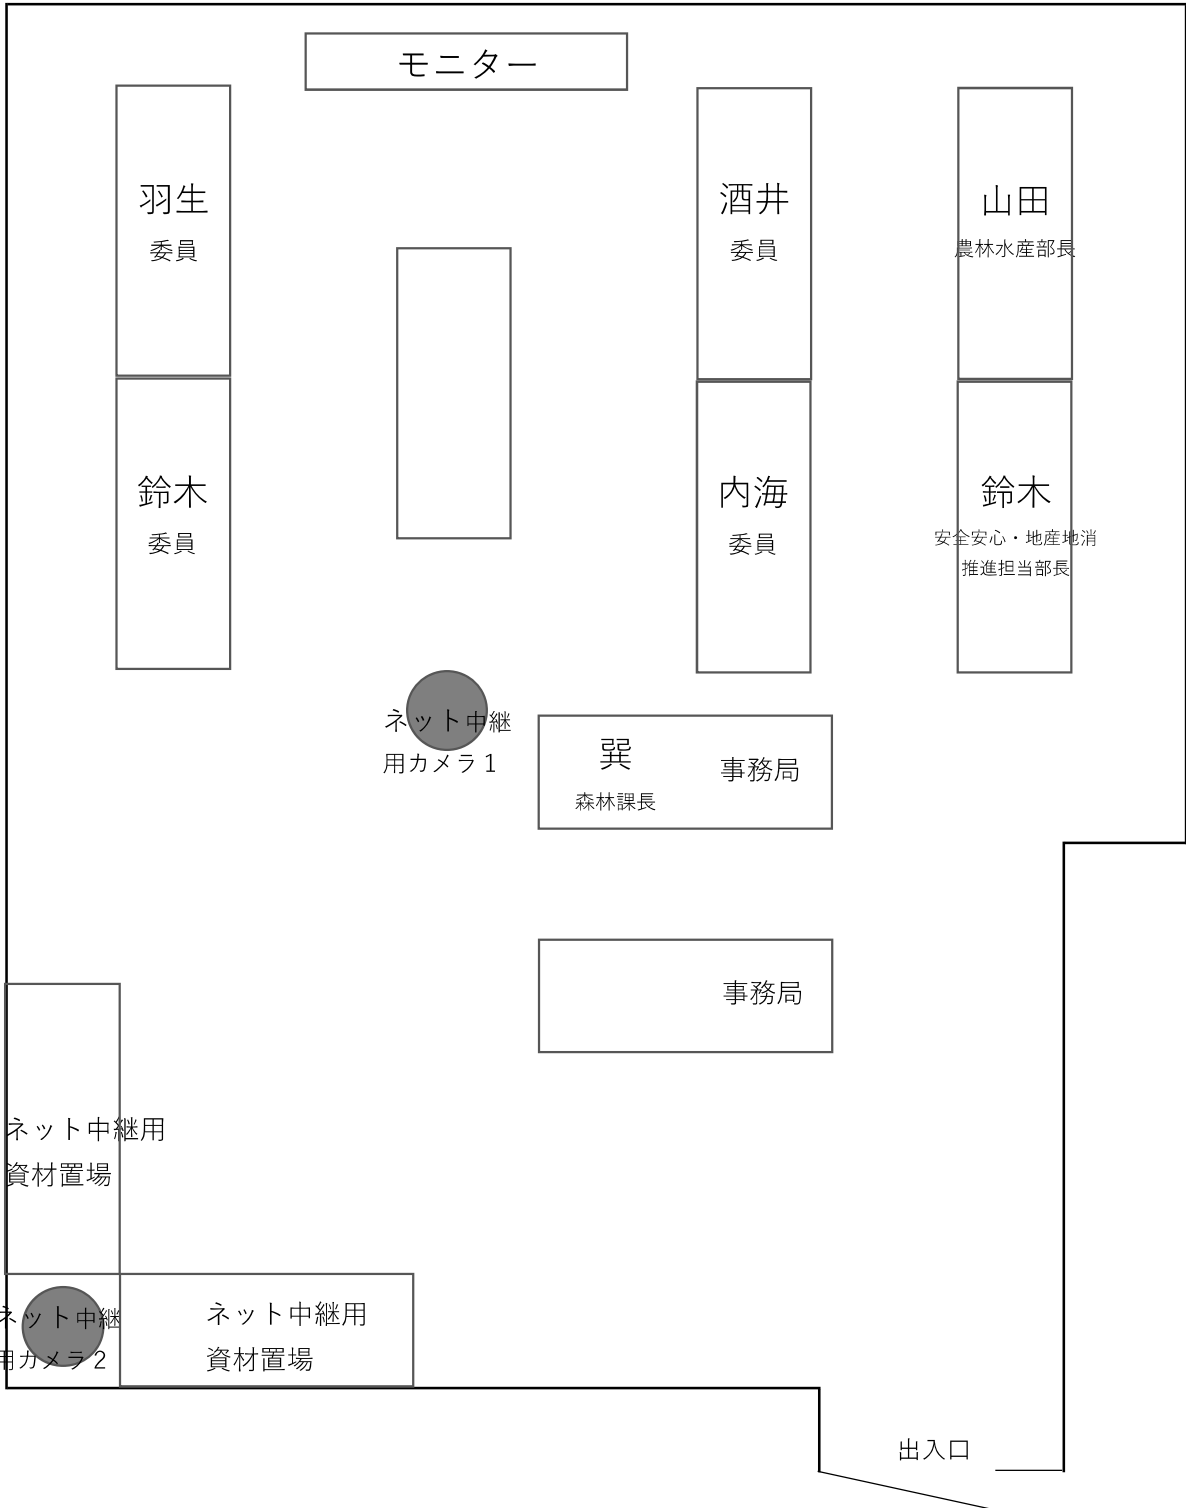 モニター
羽生
委員
酒井
委員
山田
農林水産部長
鈴木
委員
内海
委員
鈴木
安全安心・地産地消
推進担当部長
ネット中継
用カメラ１
巽
森林課長
事務局
事務局
ネット中継用
資材置場
ネット中継
用カメラ２
ネット中継用
資材置場
出入口